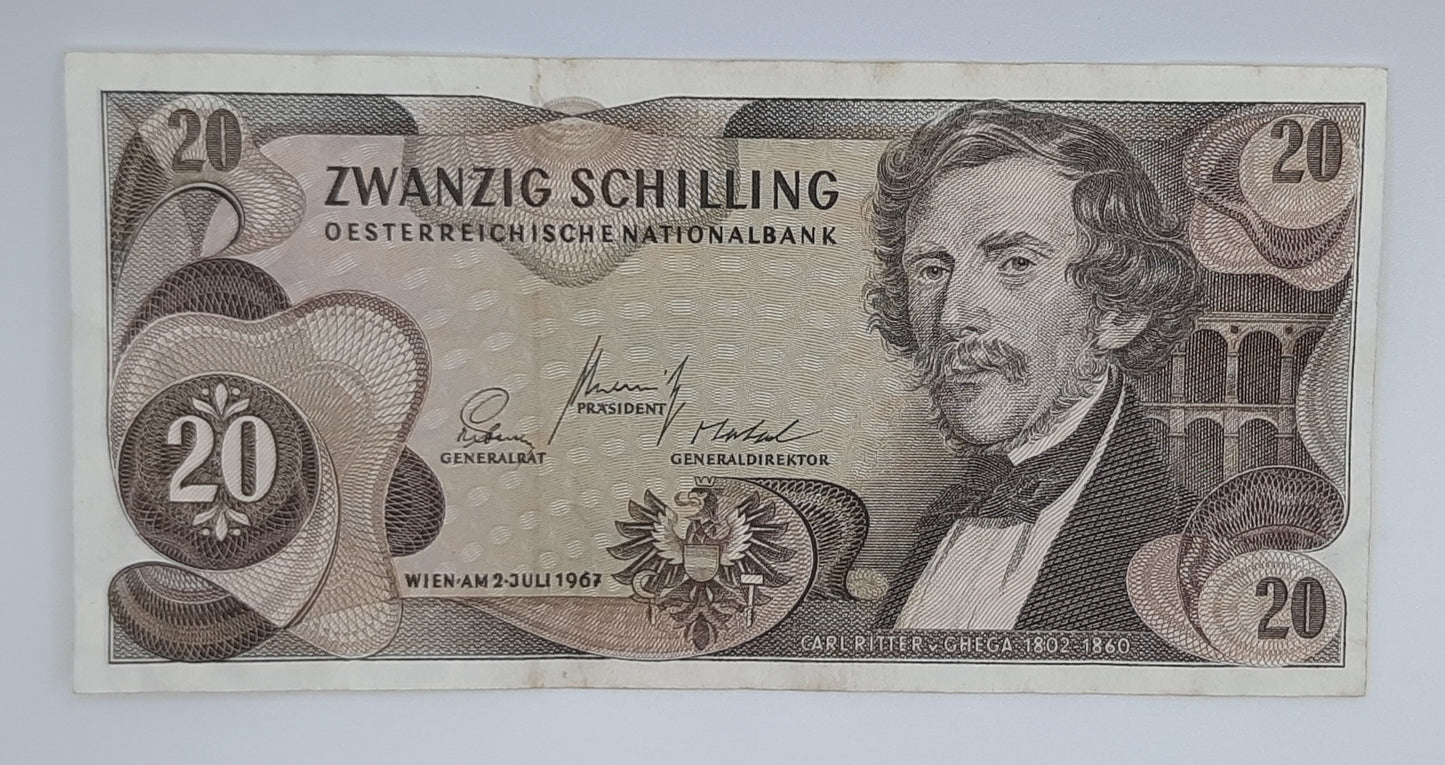 20
20
ZWANZIG SCHILLING
OESTERREICHISCHE NATIONALBANK
PRÄSIDENT
GENERALRAT
GENERALDIREKTOR
20
WIEN·AM 2·JULI 1967
20
CARL RITTER v. GHEGA·1802-1860